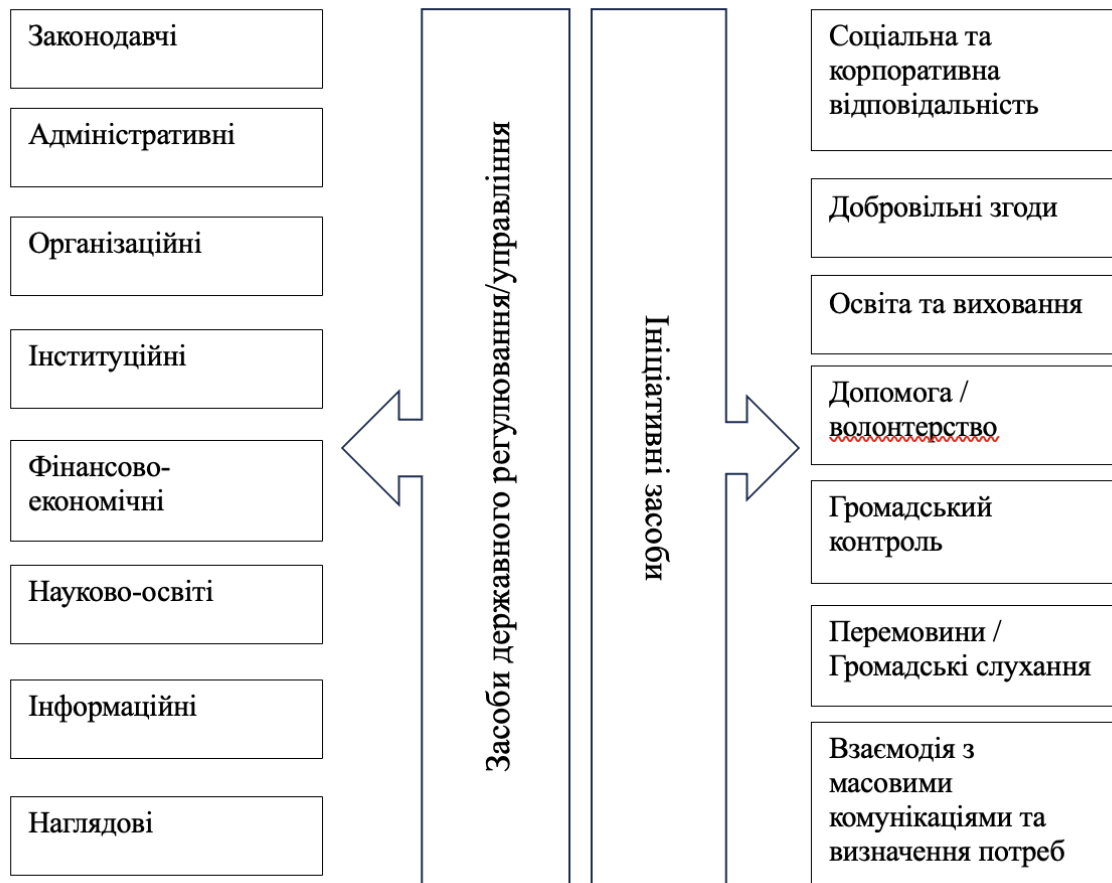 Законодавчі
Адміністративні
Організаційні
Інституційні
Фінансово-
економічні
Науково-освіті
Інформаційні
Наглядові
Засоби державного регулювання/управління
Ініціативні засоби
Соціальна та
корпоративна
відповідальність
Добровільні згоди
Освіта та виховання
Допомога /
волонтерство
Громадський
контроль
Перемовини /
Громадські слухання
Взаємодія з
масовими
комунікаціями та
визначення потреб